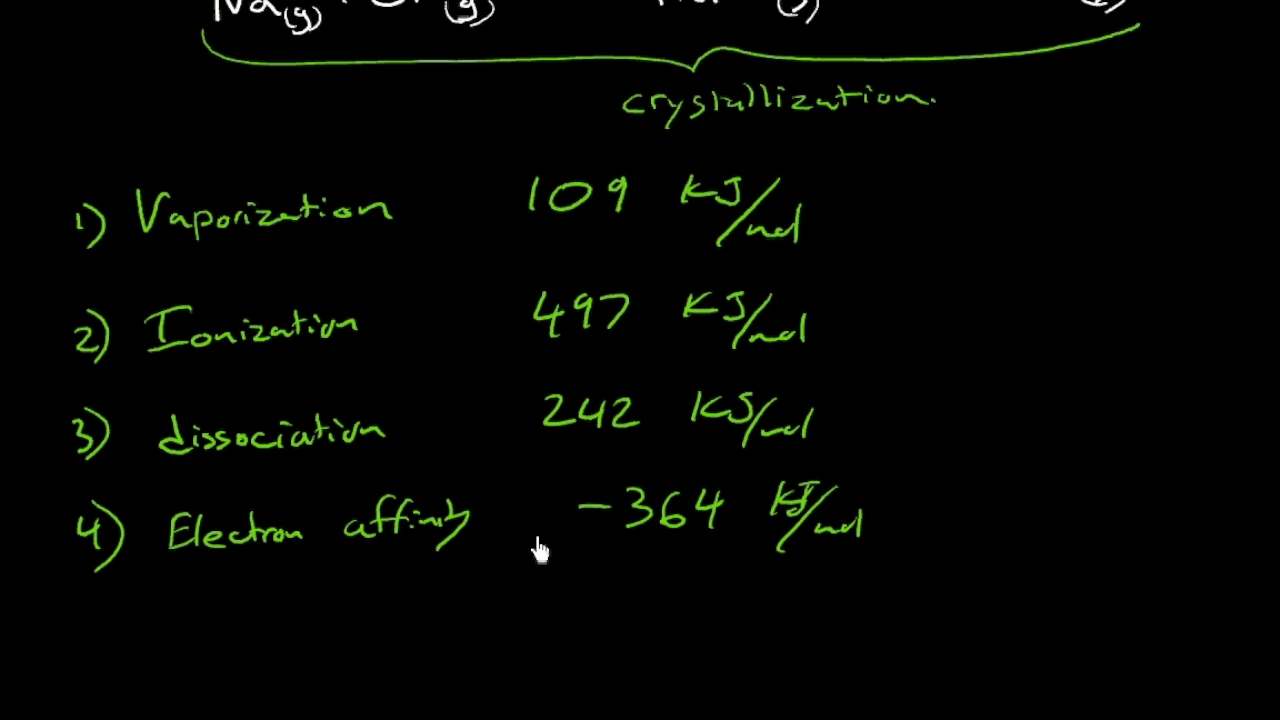 Na(g)
(g)
crystallization.
1) Vaporization 109 KJ/mol
2) Ionization 497 KJ/mol
3) dissociation 242 KJ/mol
4) Electron affinity -364 KJ/mol